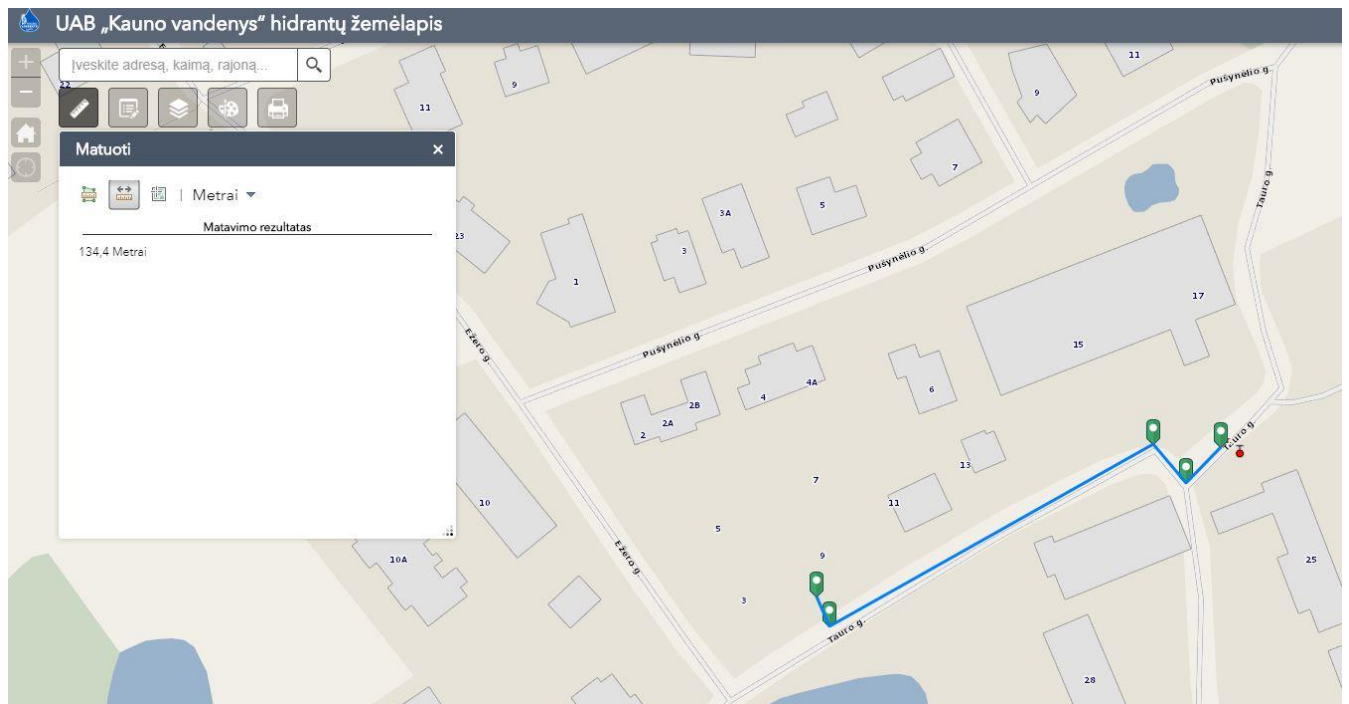 UAB „Kauno vandenys“ hidrantų žemėlapis
Įveskite adresą, kaimą, rajoną...
22
Matuoti
×
| Metrai
Matavimo rezultatas
134,4 Metrai
11
9
11
9
Pušynėlio g.
7
Tauro g.
3A
5
23
3
1
Pušynėlio g.
17
Ežero g.
Pušynėlio g.
15
4A
6
4
2B
2A
2
Tauro g.
13
7
10
11
5
Ežero g.
9
25
10A
3
Tauro g.
28